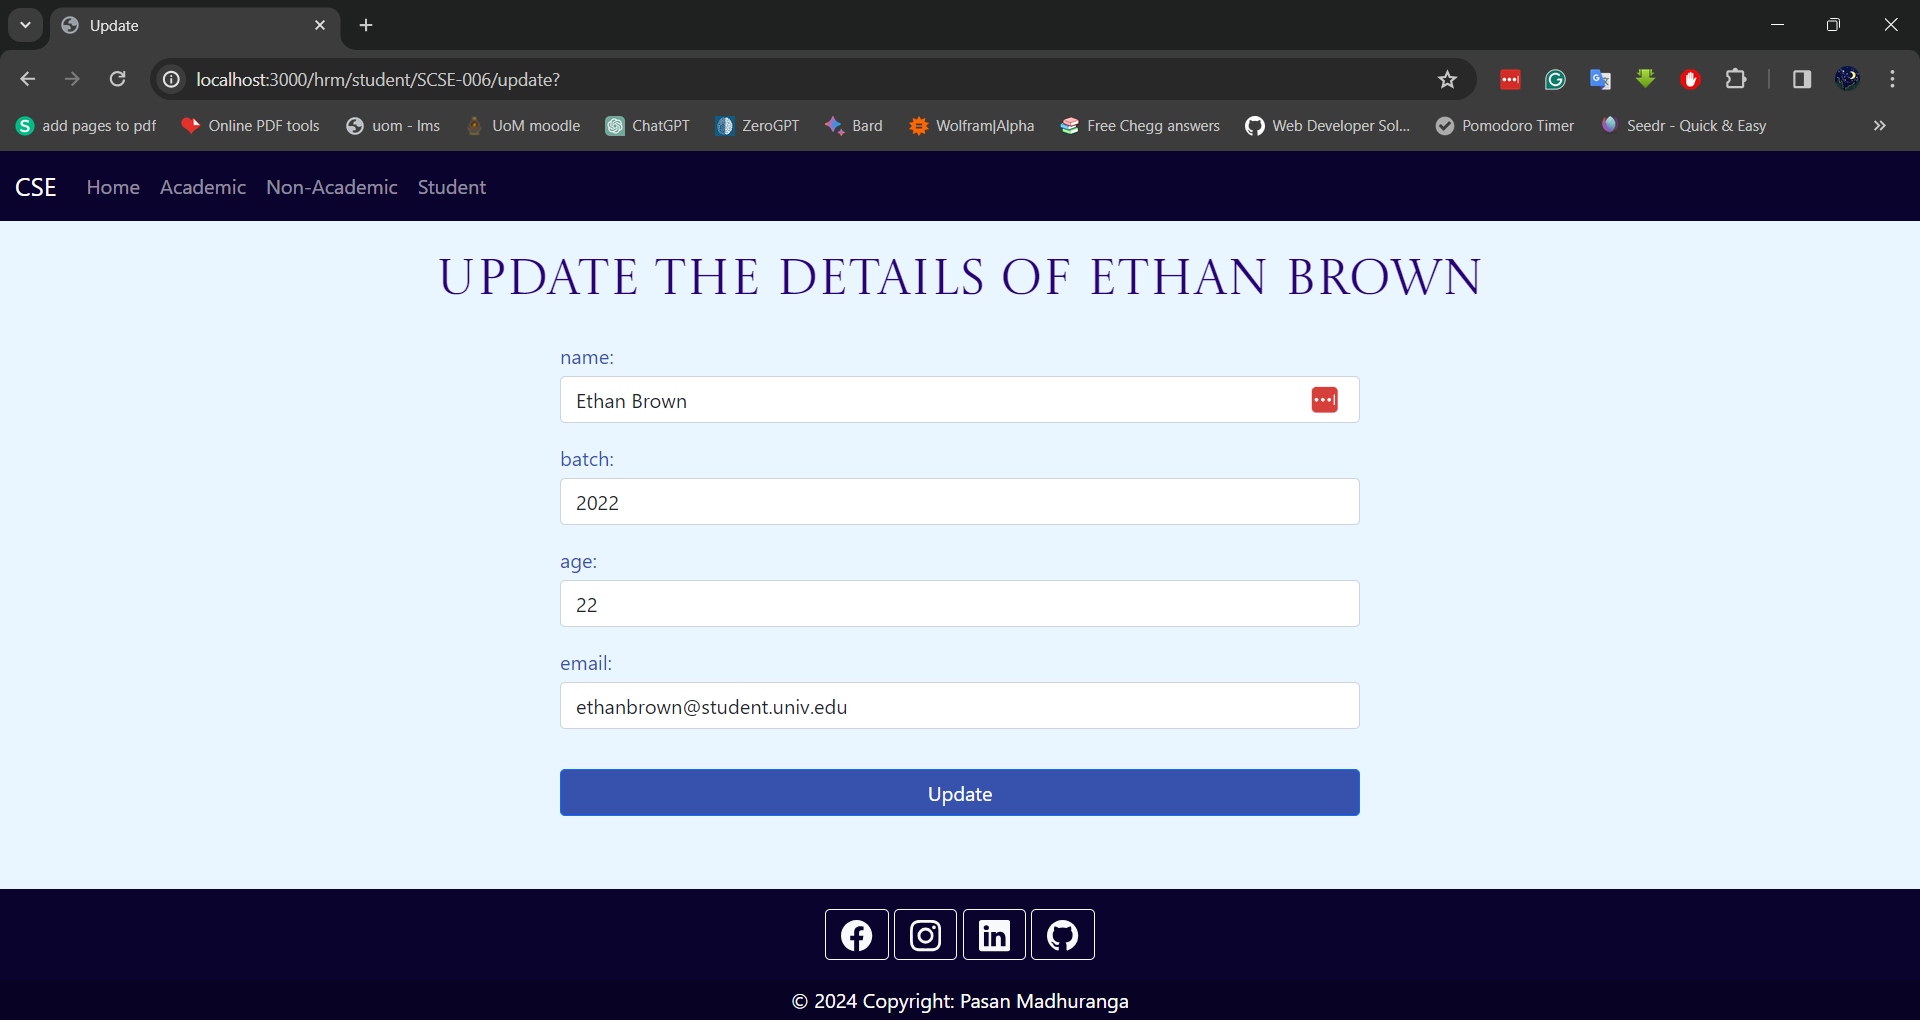 Update
localhost:3000/hrm/student/SCSE-006/update?
add pages to pdf Online PDF tools uom - lms UoM moodle ChatGPT ZeroGPT Bard Wolfram|Alpha Free Chegg answers Web Developer Sol... Pomodoro Timer Seedr - Quick & Easy
CSE Home Academic Non-Academic Student
UPDATE THE DETAILS OF ETHAN BROWN
name:
Ethan Brown
batch:
2022
age:
22
email:
ethanbrown@student.univ.edu
Update
© 2024 Copyright: Pasan Madhuranga